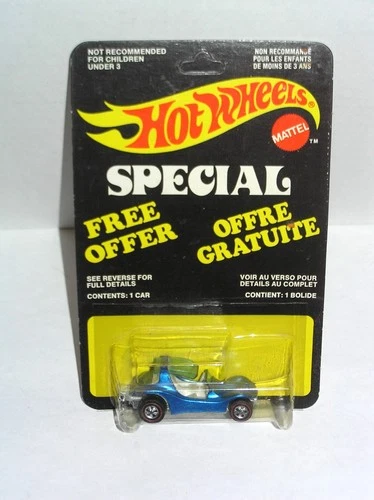 NOT RECOMMENDED
FOR CHILDREN
UNDER 3
NON RECOMMANDÉ
POUR LES ENFANTS
DE MOINS DE 3 ANS
HOT WHEELS®
MATTEL
TM
SPECIAL
FREE
OFFER
OFFRE
GRATUITE
SEE REVERSE FOR
FULL DETAILS
CONTENTS: 1 CAR
VOIR AU VERSO POUR
DETAILS AU COMPLET
CONTIENT: 1 BOLIDE